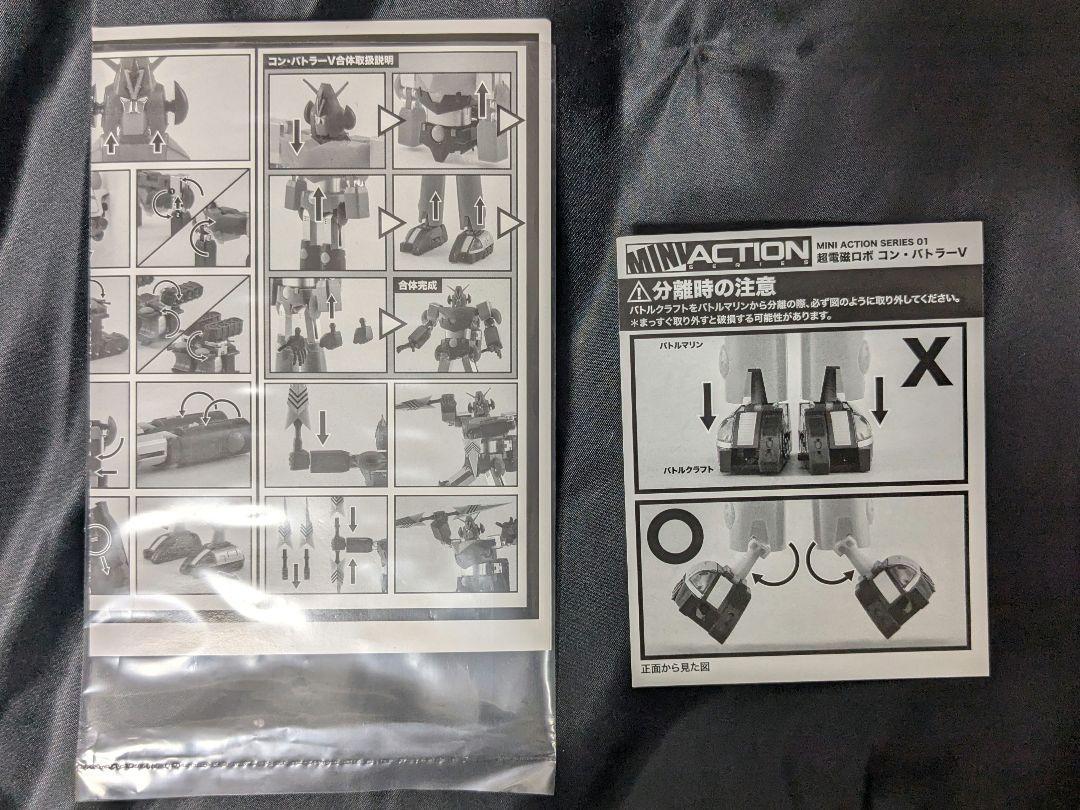 コン・バトラーV合体取扱説明
合体完成
MINI ACTION
SERIES
MINI ACTION SERIES 01
超電磁ロボ コン・バトラーV
⚠分離時の注意
バトルクラフトをバトルマリンから分離の際、必ず図のように取り外してください。
＊まっすぐ取り外すと破損する可能性があります。
バトルマリン
X
バトルクラフト
正面から見た図